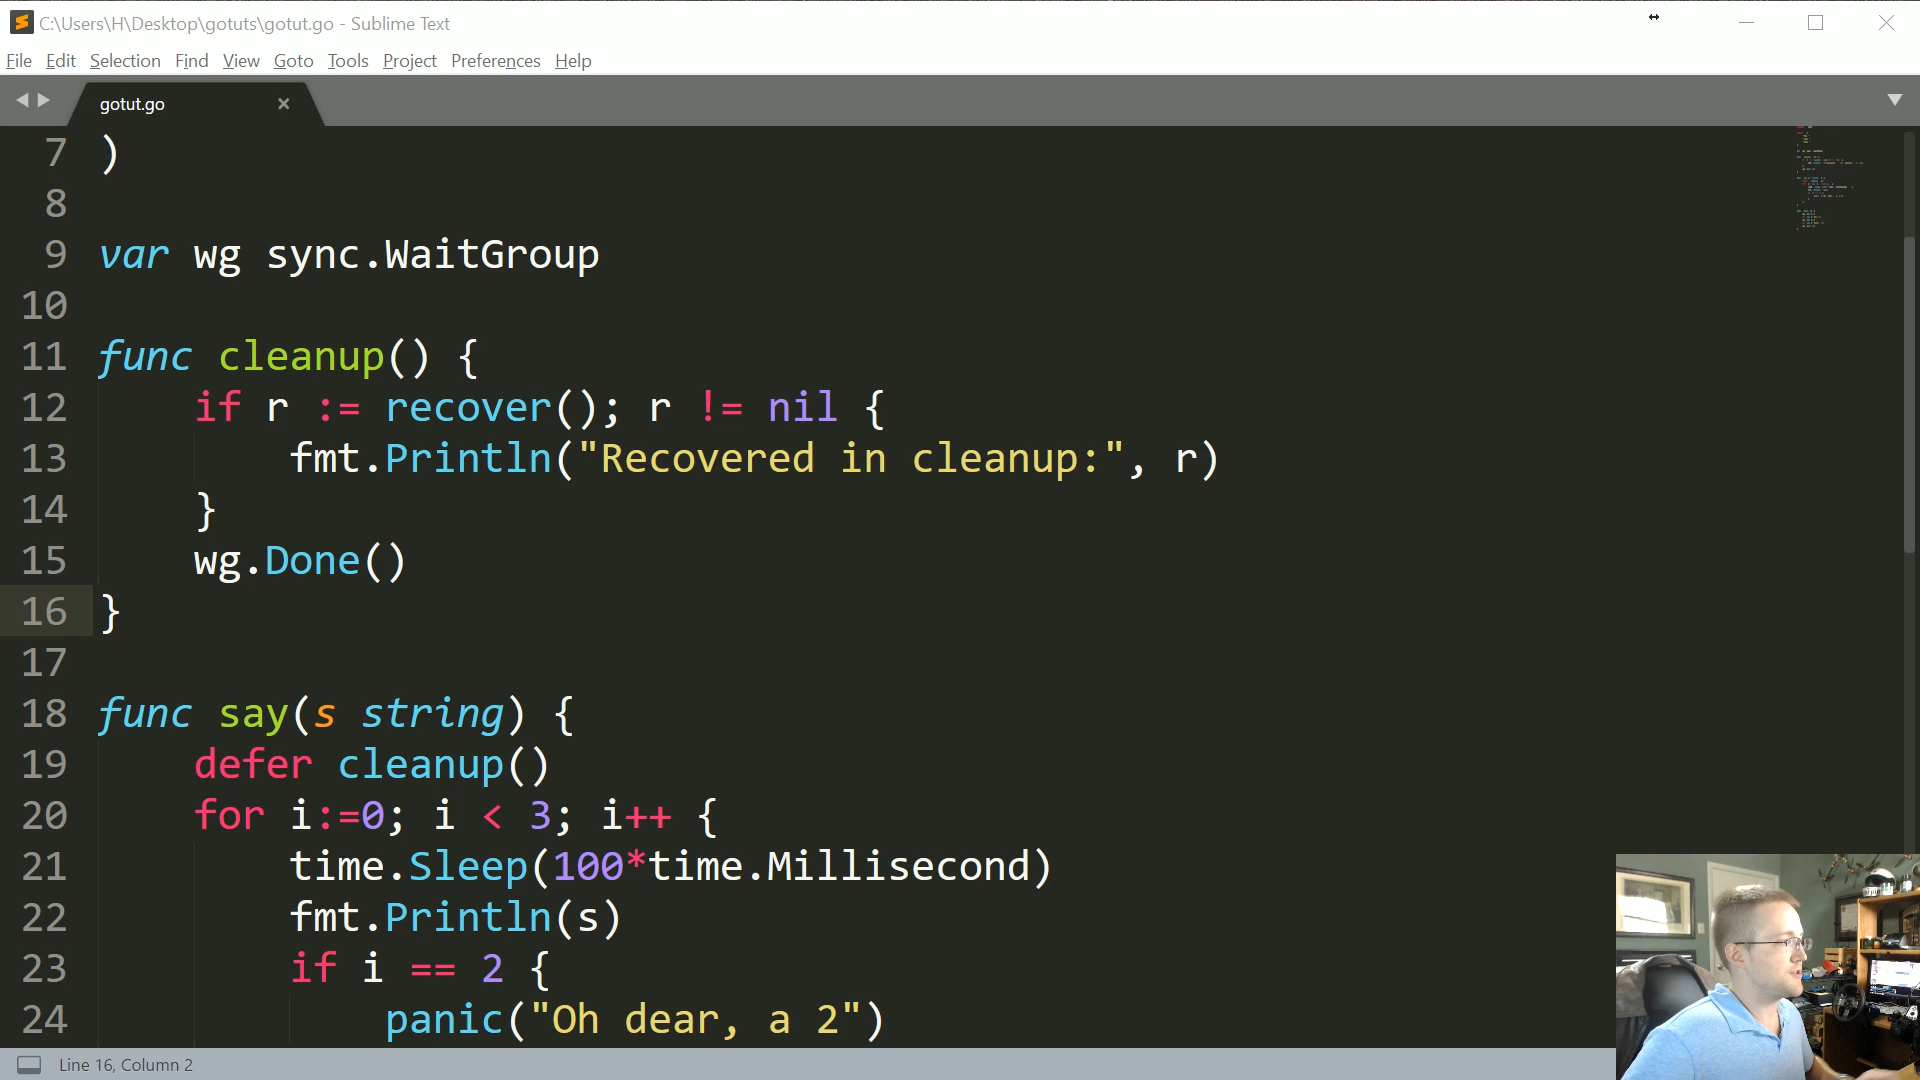 C:\Users\H\Desktop\gotuts\gotut.go - Sublime Text
File Edit Selection Find View Goto Tools Project Preferences Help
gotut.go
7 )
8
9 var wg sync.WaitGroup
10
11 func cleanup() {
12 if r := recover(); r != nil {
13 fmt.Println("Recovered in cleanup:", r)
14 }
15 wg.Done()
16 }
17
18 func say(s string) {
19 defer cleanup()
20 for i:=0; i < 3; i++ {
21 time.Sleep(100*time.Millisecond)
22 fmt.Println(s)
23 if i == 2 {
24 panic("Oh dear, a 2")
Line 16, Column 2